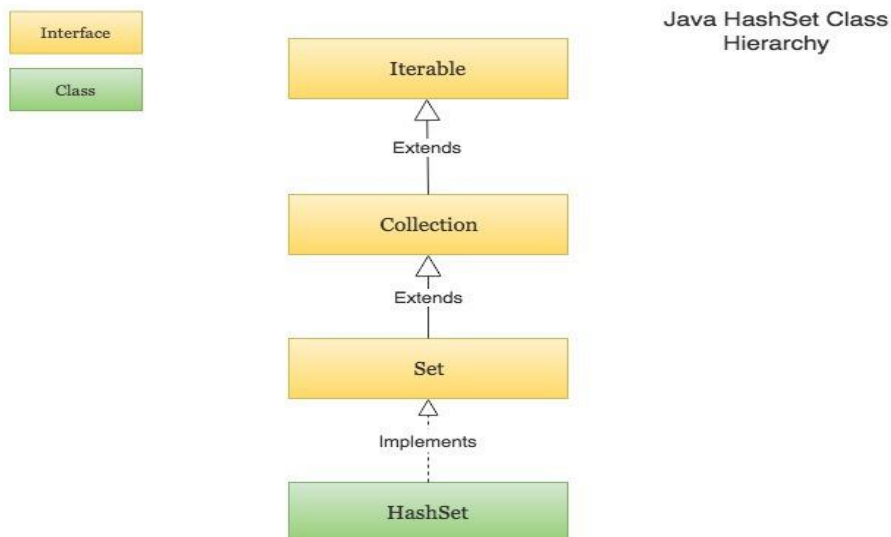 Java HashSet Class
Hierarchy
Interface
Class
Iterable
Extends
Collection
Extends
Set
Implements
HashSet